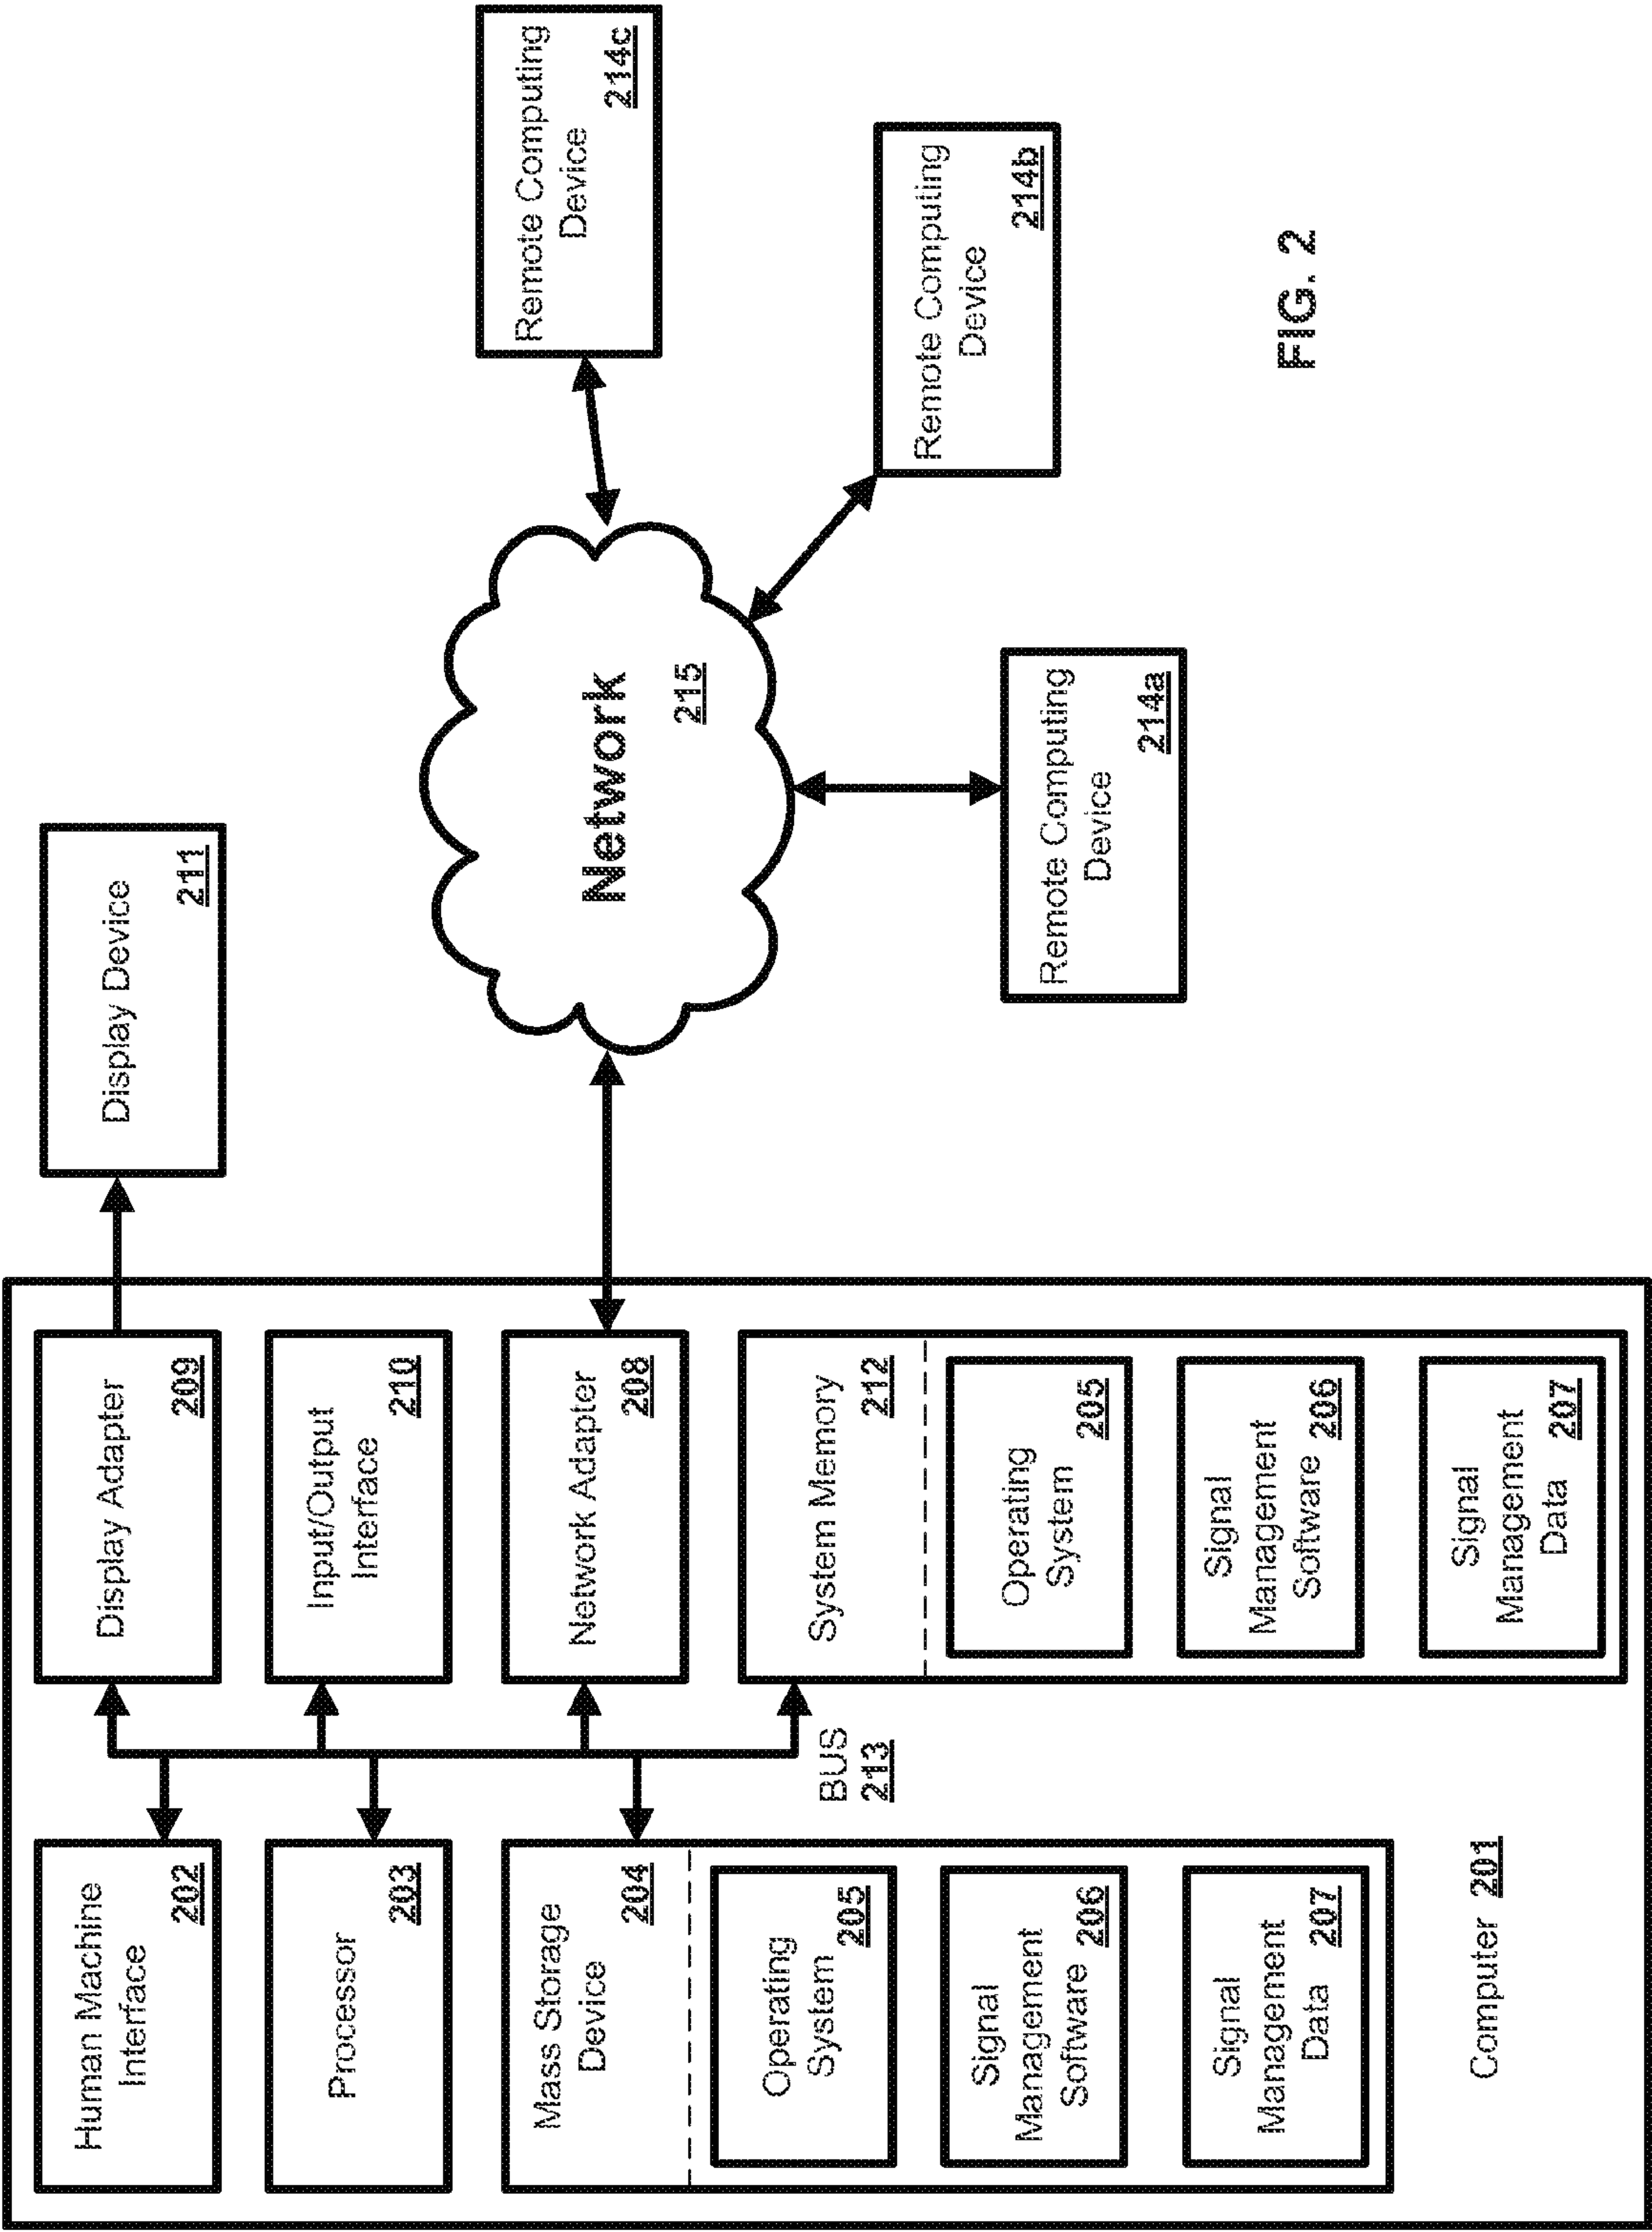 Human Machine
Interface
202
Processor
203
Mass Storage
Device
204
Operating
System
205
Signal
Management
Software
206
Signal
Management
Data
207
Computer 201
BUS
213
Display Adapter
209
Input/Output
Interface
210
Network Adapter
208
System Memory
212
Operating
System
205
Signal
Management
Software
206
Signal
Management
Data
207
Display Device
211
Network
215
Remote Computing
Device
214a
Remote Computing
Device
214b
Remote Computing
Device
214c
FIG. 2